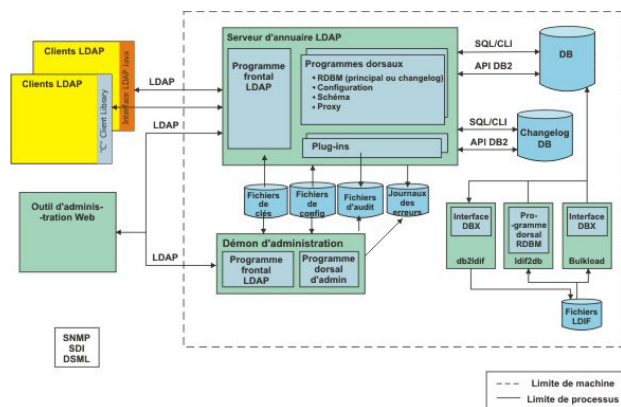 Clients LDAP
Clients LDAP
Interface LDAP Java
"C" Client Library
LDAP
LDAP
LDAP
LDAP
Outil d'adminis-
-tration Web
SNMP
SDI
DSML
Serveur d'annuaire LDAP
Programme
frontal
LDAP
Programmes dorsaux
RDBM (principal ou changelog)
Configuration
Schéma
Proxy
Plug-ins
SQL/CLI
API DB2
DB
SQL/CLI
API DB2
Changelog
DB
Fichiers
de
clés
Fichiers
de config
Fichiers
d'audit
Journaux
des
erreurs
Démon d'administration
Programme
frontal
LDAP
Programme
dorsal
d'admin
Interface
DBX
db2ldif
Pro-
-gramme
dorsal
RDBM
ldif2db
Interface
DBX
Bulkload
Fichiers
LDIF
Limite de machine
Limite de processus